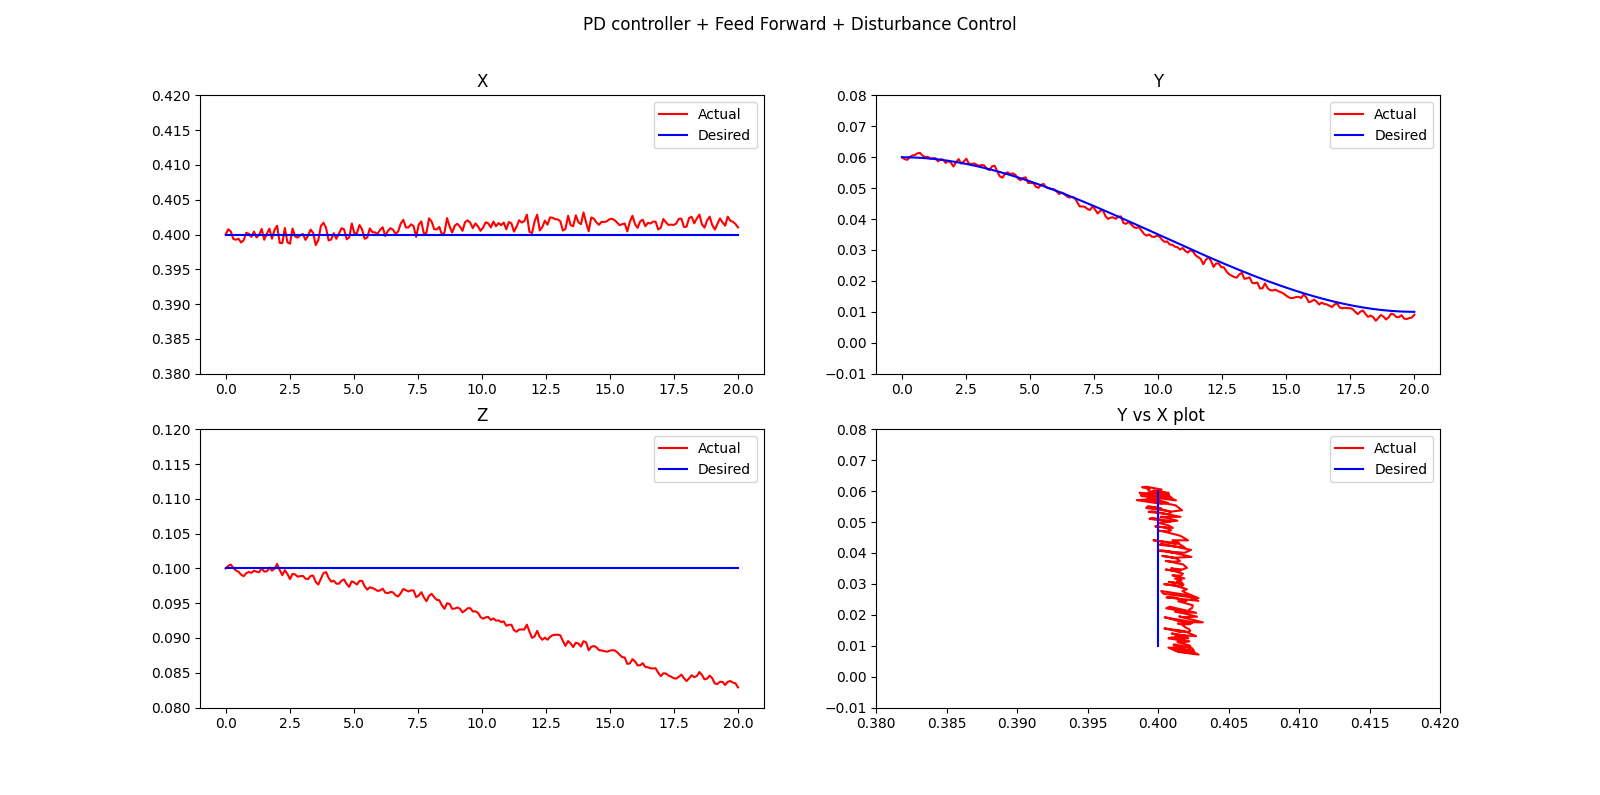 PD controller + Feed Forward + Disturbance Control
X
0.420
0.415
0.410
0.405
0.400
0.395
0.390
0.385
0.380
0.0 2.5 5.0 7.5 10.0 12.5 15.0 17.5 20.0
Actual
Desired
Y
0.08
0.07
0.06
0.05
0.04
0.03
0.02
0.01
0.00
−0.01
0.0 2.5 5.0 7.5 10.0 12.5 15.0 17.5 20.0
Actual
Desired
Z
0.120
0.115
0.110
0.105
0.100
0.095
0.090
0.085
0.080
0.0 2.5 5.0 7.5 10.0 12.5 15.0 17.5 20.0
Actual
Desired
Y vs X plot
0.08
0.07
0.06
0.05
0.04
0.03
0.02
0.01
0.00
−0.01
0.380 0.385 0.390 0.395 0.400 0.405 0.410 0.415 0.420
Actual
Desired